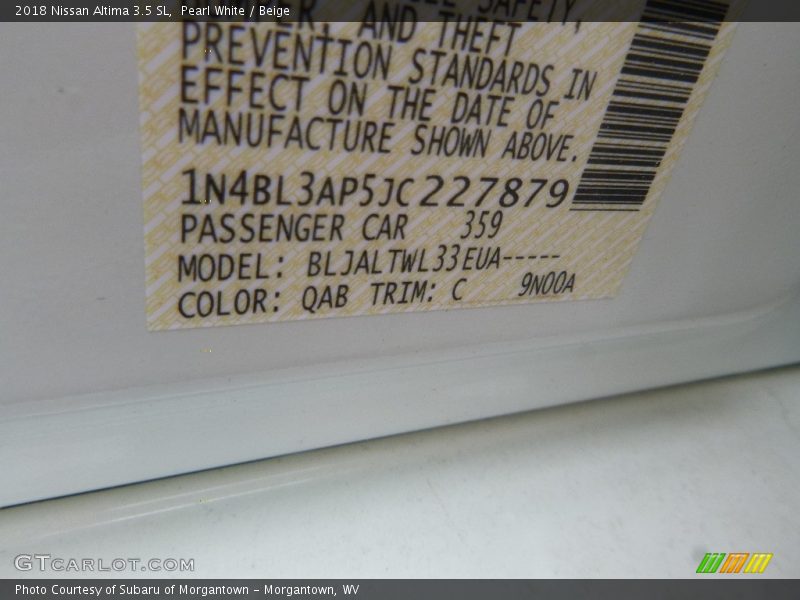 2018 Nissan Altima 3.5 SL, Pearl White / Beige
SAFETY,
AND THEFT
PREVENTION STANDARDS IN
EFFECT ON THE DATE OF
MANUFACTURE SHOWN ABOVE.
1N4BL3AP5JC227879
PASSENGER CAR 359
MODEL: BLJALTWL33EUA-----
COLOR: QAB TRIM: C 9N00A
GTCARLOT.COM
Photo Courtesy of Subaru of Morgantown - Morgantown, WV